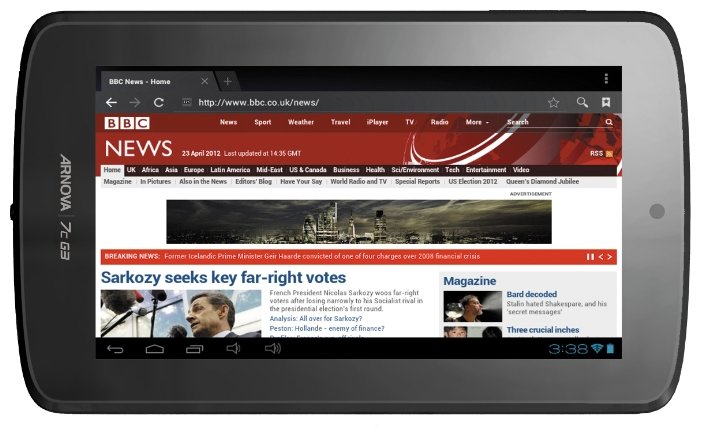 ARNOVA 7c G3
BBC News - Home
http://www.bbc.co.uk/news/
BBC News Sport Weather Travel iPlayer TV Radio More Search
NEWS 23 April 2012 Last updated at 14:35 GMT RSS
Home UK Africa Asia Europe Latin America Mid-East US & Canada Business Health Sci/Environment Tech Entertainment Video
Magazine In Pictures Also in the News Editors' Blog Have Your Say World Radio and TV Special Reports US Election 2012 Queen's Diamond Jubilee
ADVERTISEMENT
BREAKING NEWS: Former Icelandic Prime Minister Geir Haarde convicted of one of four charges over 2008 financial crisis
Sarkozy seeks key far-right votes
French President Nicolas Sarkozy woos far-right
voters after losing narrowly to his Socialist rival in
the presidential election's first round.
Analysis: All over for Sarkozy?
Peston: Hollande - enemy of finance?
Magazine
Bard decoded
Stalin hated Shakespeare, and his
'secret messages'
Three crucial inches
3:38